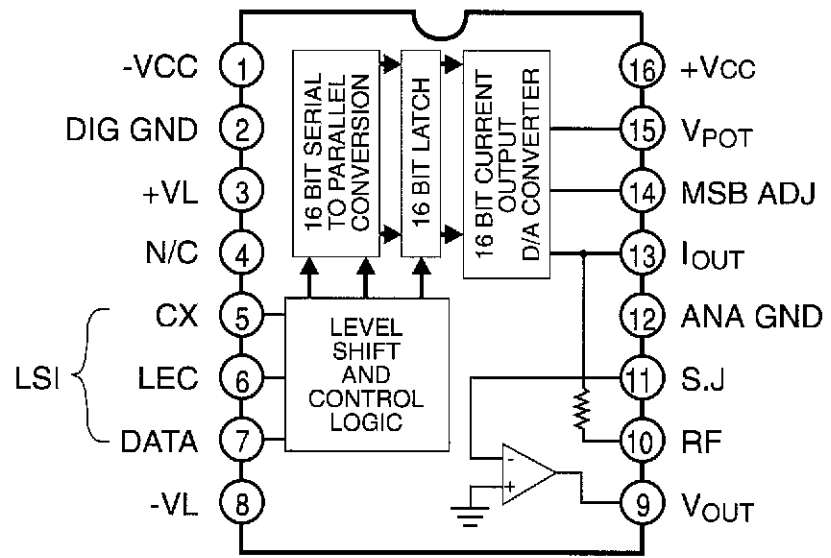 -VCC 1
DIG GND 2
+VL 3
N/C 4
CX 5
LEC 6
DATA 7
-VL 8
LSI
16 BIT SERIAL
TO PARALLEL
CONVERSION
16 BIT LATCH
16 BIT CURRENT
OUTPUT
D/A CONVERTER
LEVEL
SHIFT
AND
CONTROL
LOGIC
-
+
16 +VCC
15 VPOT
14 MSB ADJ
13 IOUT
12 ANA GND
11 S.J
10 RF
9 VOUT